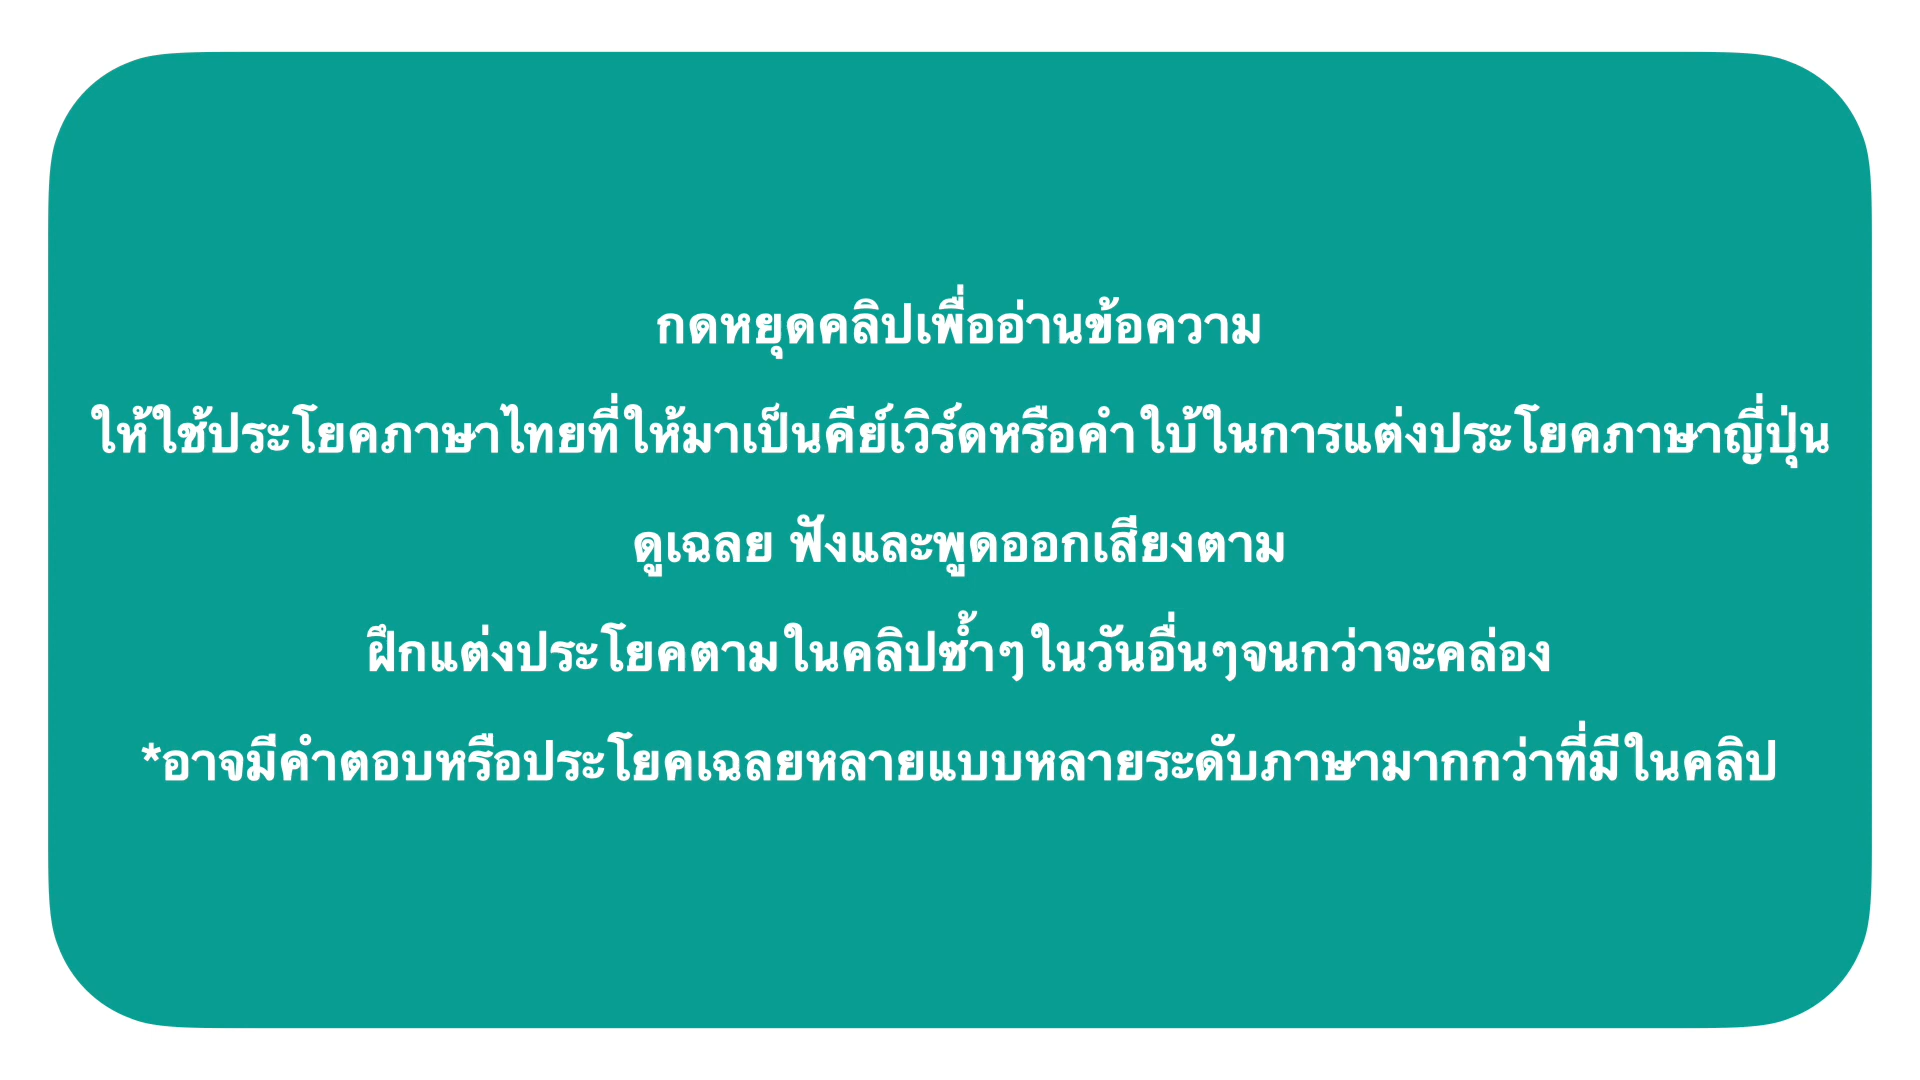 กดหยุดคลิปเพื่ออ่านข้อความ
ให้ใช้ประโยคภาษาไทยที่ให้มาเป็นคีย์เวิร์ดหรือคำใบ้ในการแต่งประโยคภาษาญี่ปุ่น
ดูเฉลย ฟังและพูดออกเสียงตาม
ฝึกแต่งประโยคตามในคลิปซ้ำๆในวันอื่นๆจนกว่าจะคล่อง
*อาจมีคำตอบหรือประโยคเฉลยหลายแบบหลายระดับภาษามากกว่าที่มีในคลิป